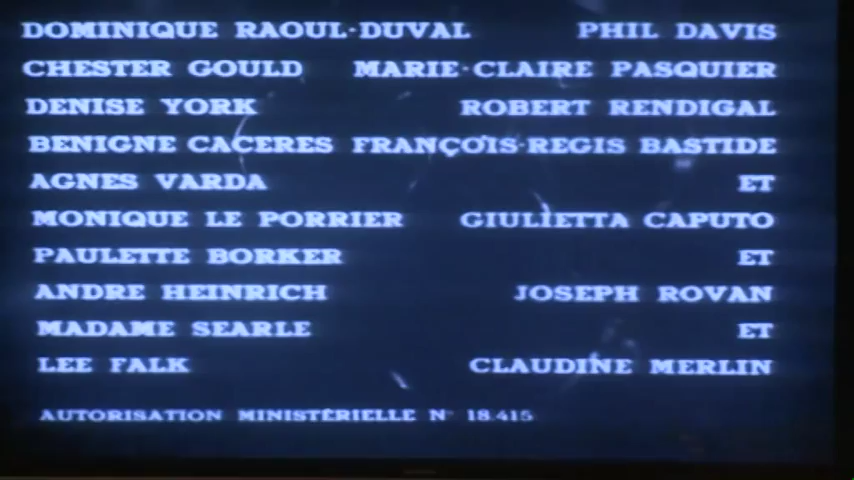 DOMINIQUE RAOUL-DUVAL PHIL DAVIS
CHESTER GOULD MARIE-CLAIRE PASQUIER
DENISE YORK ROBERT RENDIGAL
BENIGNE CACERES FRANÇOIS-REGIS BASTIDE
AGNES VARDA ET
MONIQUE LE PORRIER GIULIETTA CAPUTO
PAULETTE BORKER ET
ANDRE HEINRICH JOSEPH ROVAN
MADAME SEARLE ET
LEE FALK CLAUDINE MERLIN
AUTORISATION MINISTÉRIELLE N° 18.415